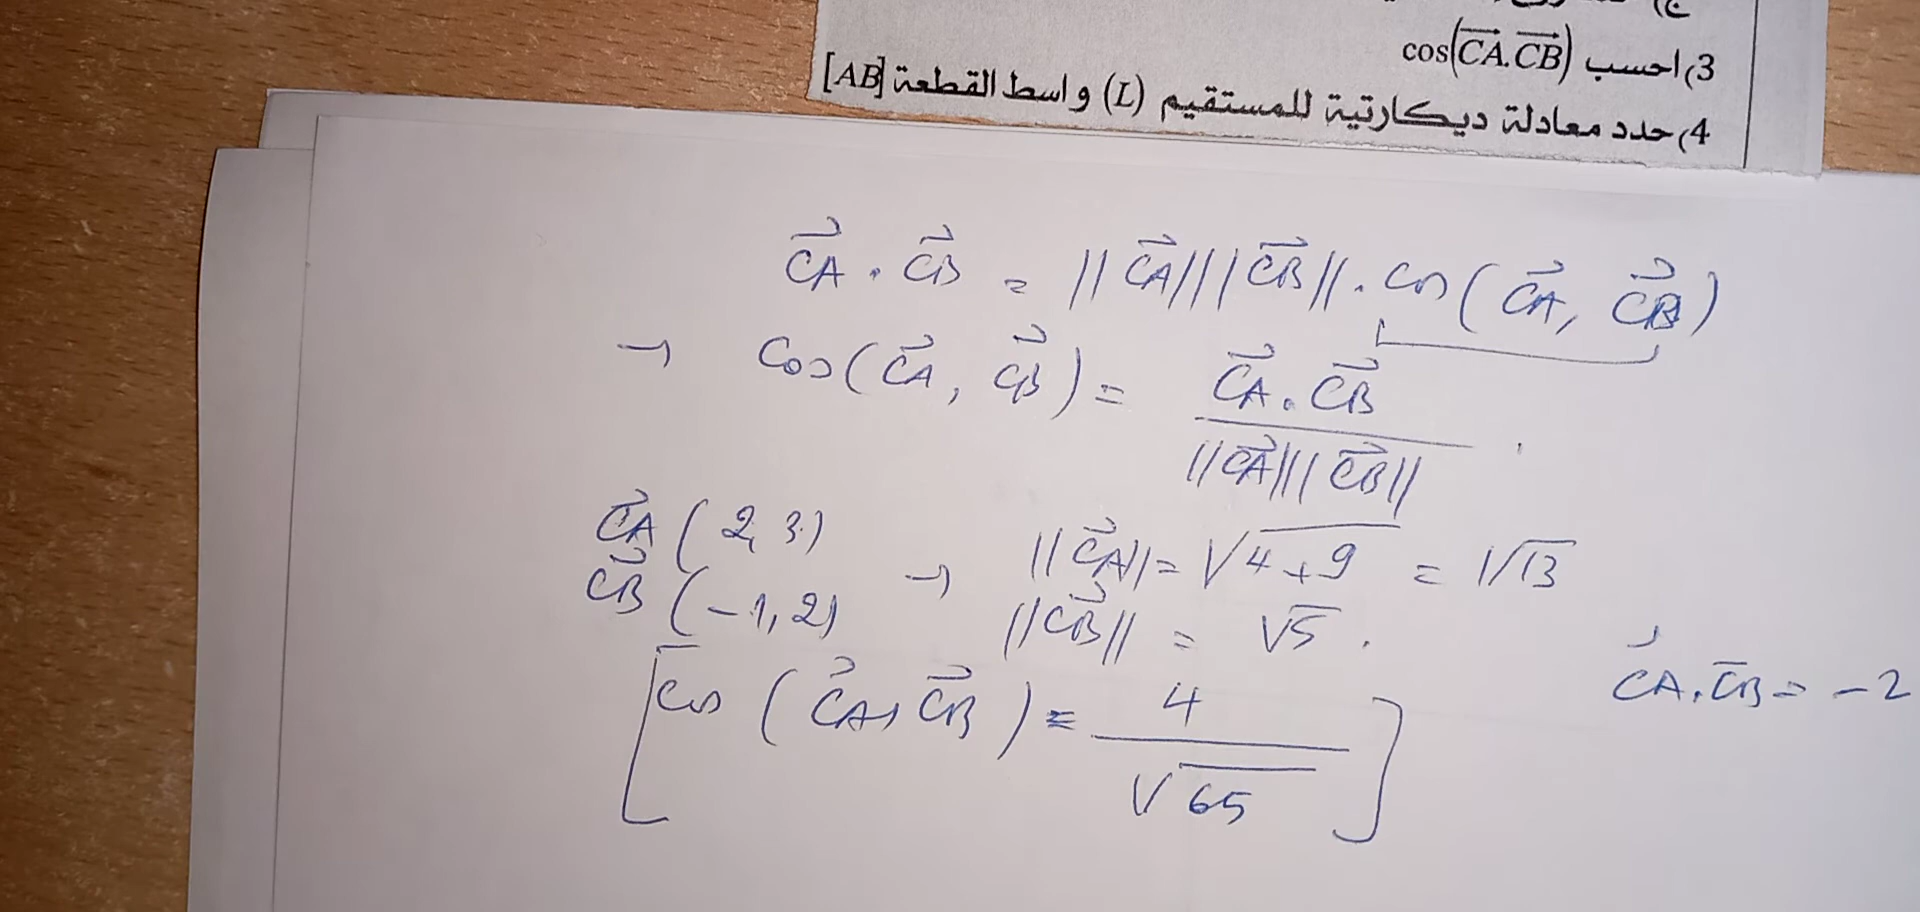 3) احسب cos(CA.CB)
4) حدد معادلة ديكارتية للمستقيم (L) واسط القطعة [AB]
CA . CB = ||CA|| ||CB|| . cos(CA, CB)
→ Cos(CA, CB) = CA . CB / ||CA|| ||CB||
CA (2, 3) → ||CA|| = √4+9 = √13
CB (-1, 2) ||CB|| = √5 .
CA . CB = -2
[cos (CA, CB) = 4 / √65]